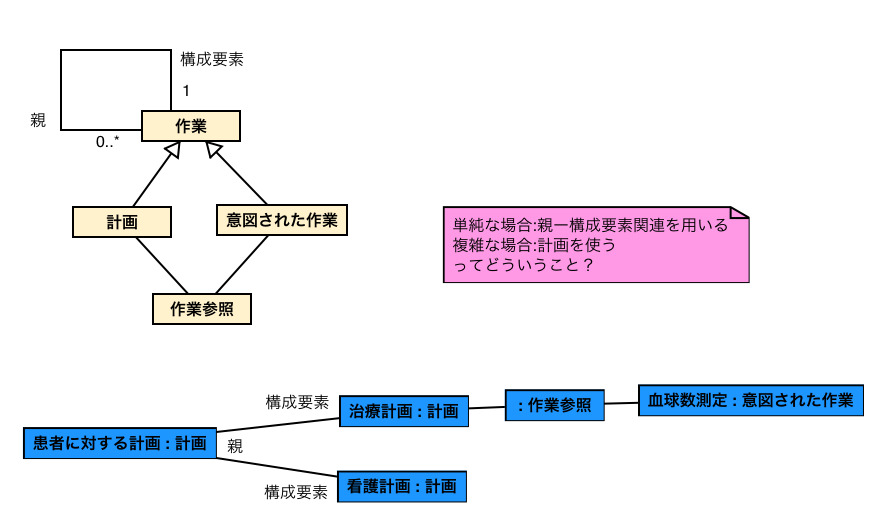 構成要素
1
親
0..*
作業
計画
意図された作業
作業参照
単純な場合:親ー構成要素関連を用いる
複雑な場合:計画を使う
ってどういうこと？
患者に対する計画 : 計画
構成要素
親
構成要素
治療計画 : 計画
: 作業参照
血球数測定 : 意図された作業
看護計画 : 計画